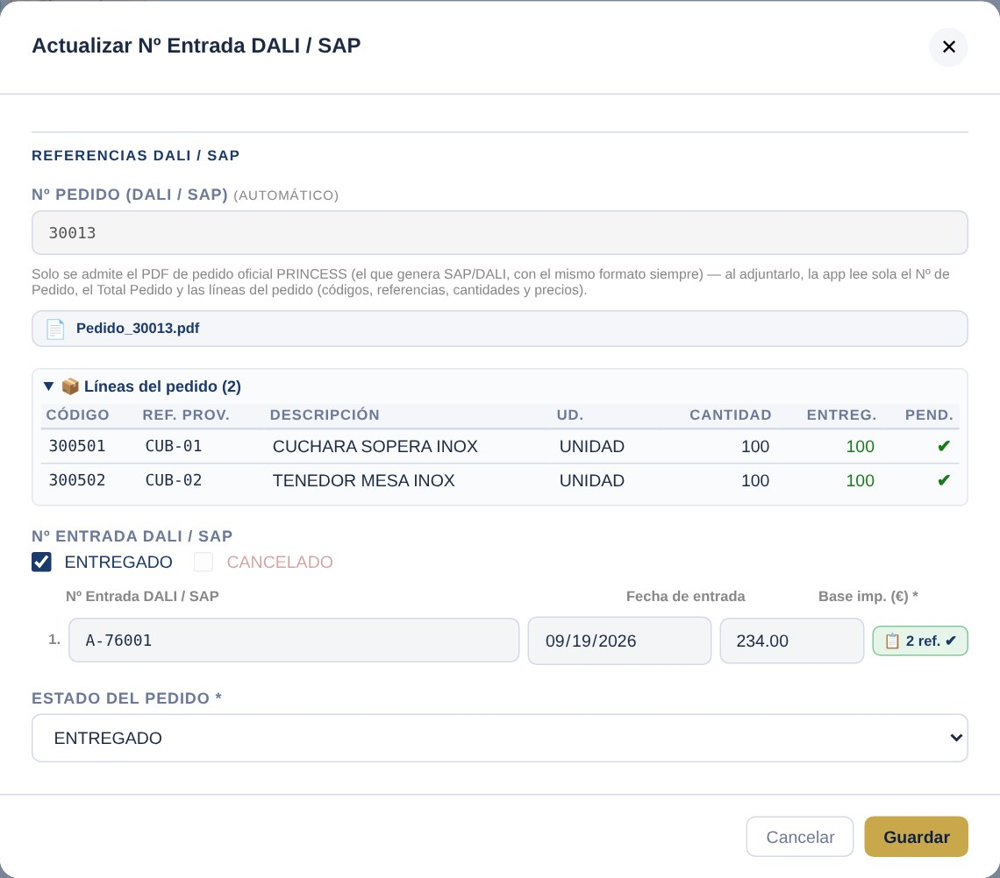 Actualizar Nº Entrada DALI / SAP
✕
REFERENCIAS DALI / SAP
Nº PEDIDO (DALI / SAP) (AUTOMÁTICO)
30013
Solo se admite el PDF de pedido oficial PRINCESS (el que genera SAP/DALI, con el mismo formato siempre) — al adjuntarlo, la app lee sola el Nº de
Pedido, el Total Pedido y las líneas del pedido (códigos, referencias, cantidades y precios).
Pedido_30013.pdf
▼ 📦 Líneas del pedido (2)
CÓDIGO REF. PROV. DESCRIPCIÓN UD. CANTIDAD ENTREG. PEND.
300501 CUB-01 CUCHARA SOPERA INOX UNIDAD 100 100 ✔
300502 CUB-02 TENEDOR MESA INOX UNIDAD 100 100 ✔
Nº ENTRADA DALI / SAP
ENTREGADO CANCELADO
Nº Entrada DALI / SAP Fecha de entrada Base imp. (€) *
1. A-76001 09/19/2026 234.00 📋 2 ref. ✔
ESTADO DEL PEDIDO *
ENTREGADO
Cancelar Guardar